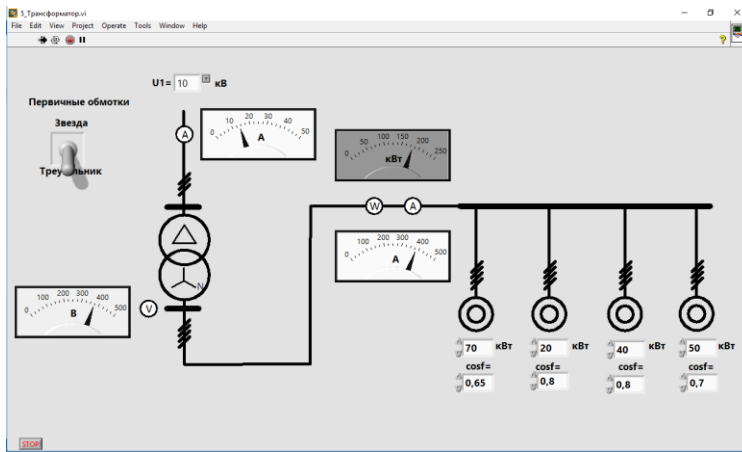 5_Трансформатор.vi
File Edit View Project Operate Tools Window Help
U1= 10 кВ
Первичные обмотки
Звезда
Треугольник
A
0 10 20 30 40 50
A
0 50 100 150 200 250
кВт
W A
0 100 200 300 400 500
A
N
0 100 200 300 400 500
В
V
70 кВт 20 кВт 40 кВт 50 кВт
cosf= cosf= cosf= cosf=
0,65 0,8 0,8 0,7
STOP